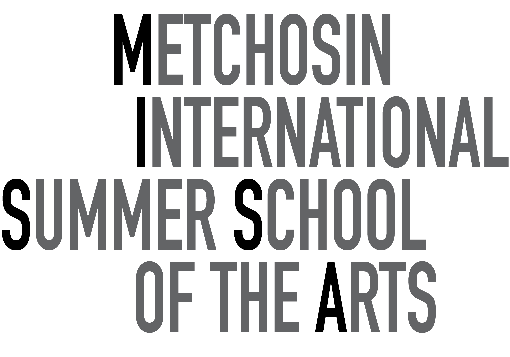 METCHOSIN
INTERNATIONAL
SUMMER SCHOOL
OF THE ARTS